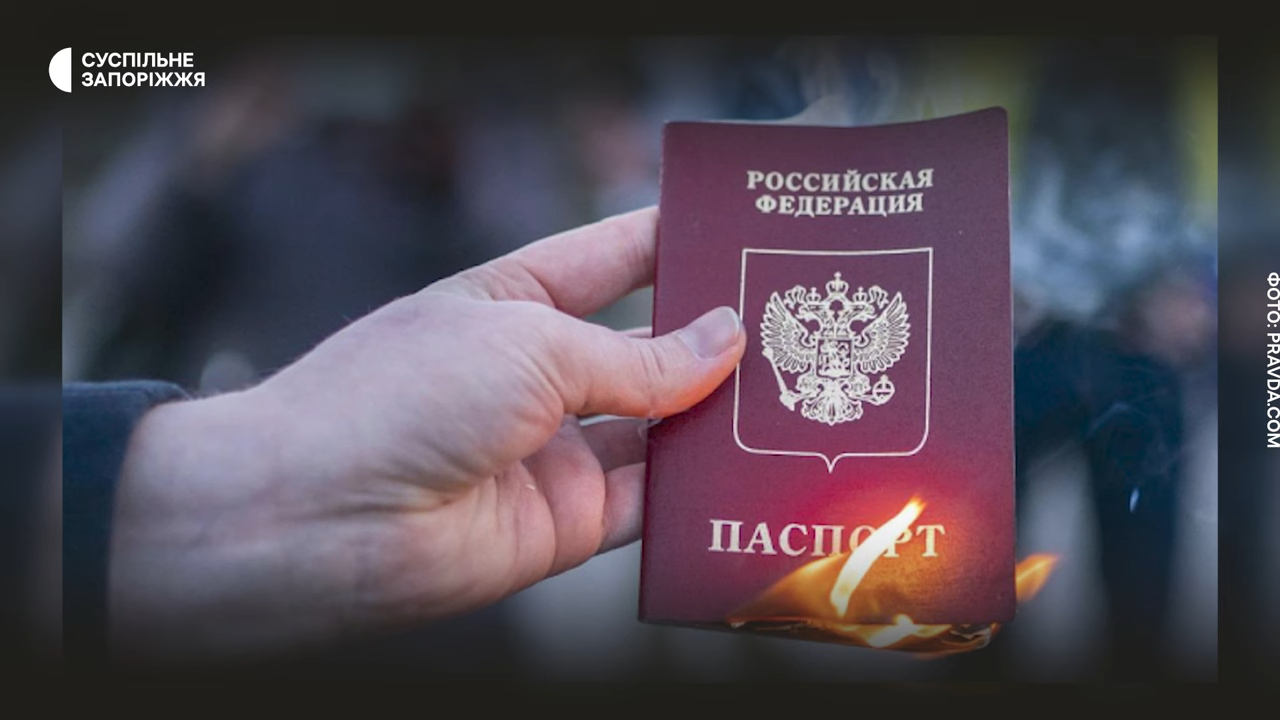 СУСПІЛЬНЕ
ЗАПОРІЖЖЯ
РОССИЙСКАЯ
ФЕДЕРАЦИЯ
ПАСПОРТ
ФОТО: PRAVDA.COM